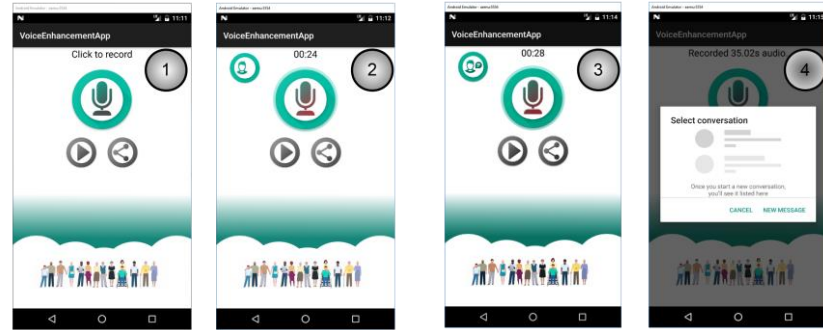 11:11
VoiceEnhancementApp
Click to record
1
11:12
VoiceEnhancementApp
00:24
2
11:14
VoiceEnhancementApp
00:28
3
11:15
VoiceEnhancementApp
Recorded 35.02s audio
4
Select conversation
Once you start a new conversation,
you'll see it listed here
CANCEL NEW MESSAGE